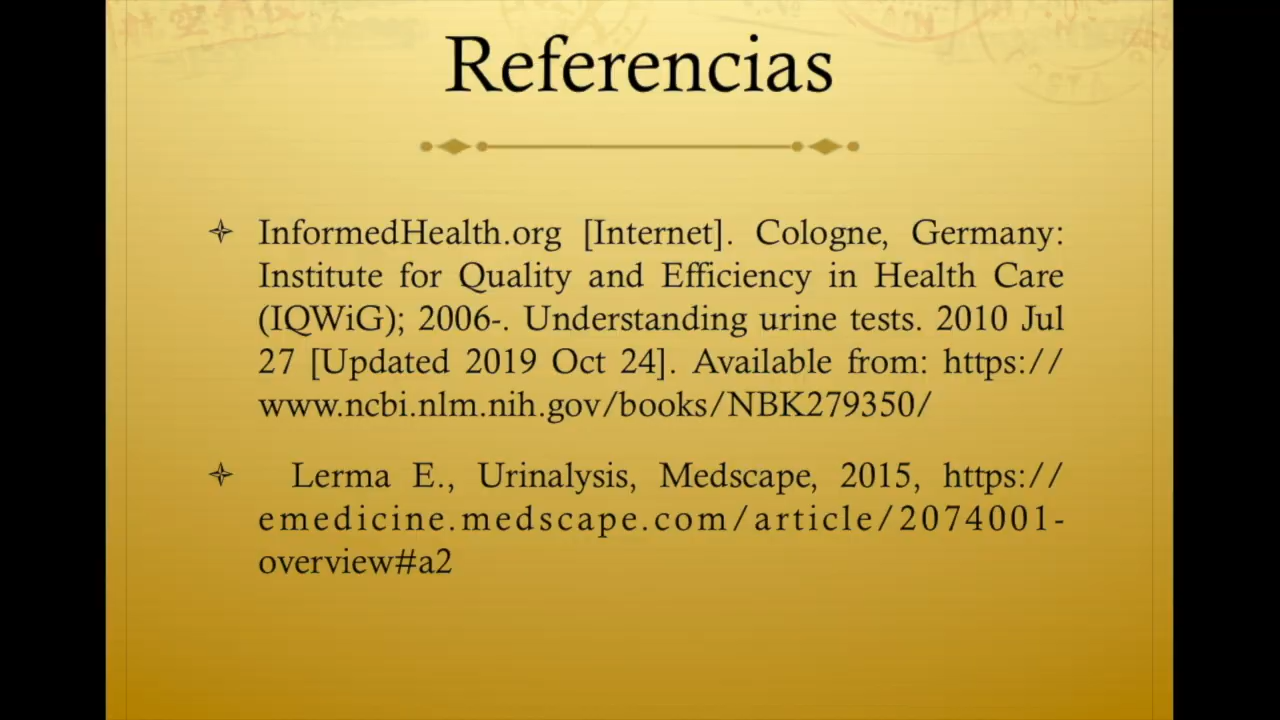 Referencias
InformedHealth.org [Internet]. Cologne, Germany:
Institute for Quality and Efficiency in Health Care
(IQWiG); 2006-. Understanding urine tests. 2010 Jul
27 [Updated 2019 Oct 24]. Available from: https://
www.ncbi.nlm.nih.gov/books/NBK279350/
Lerma E., Urinalysis, Medscape, 2015, https://
emedicine.medscape.com/article/2074001-
overview#a2